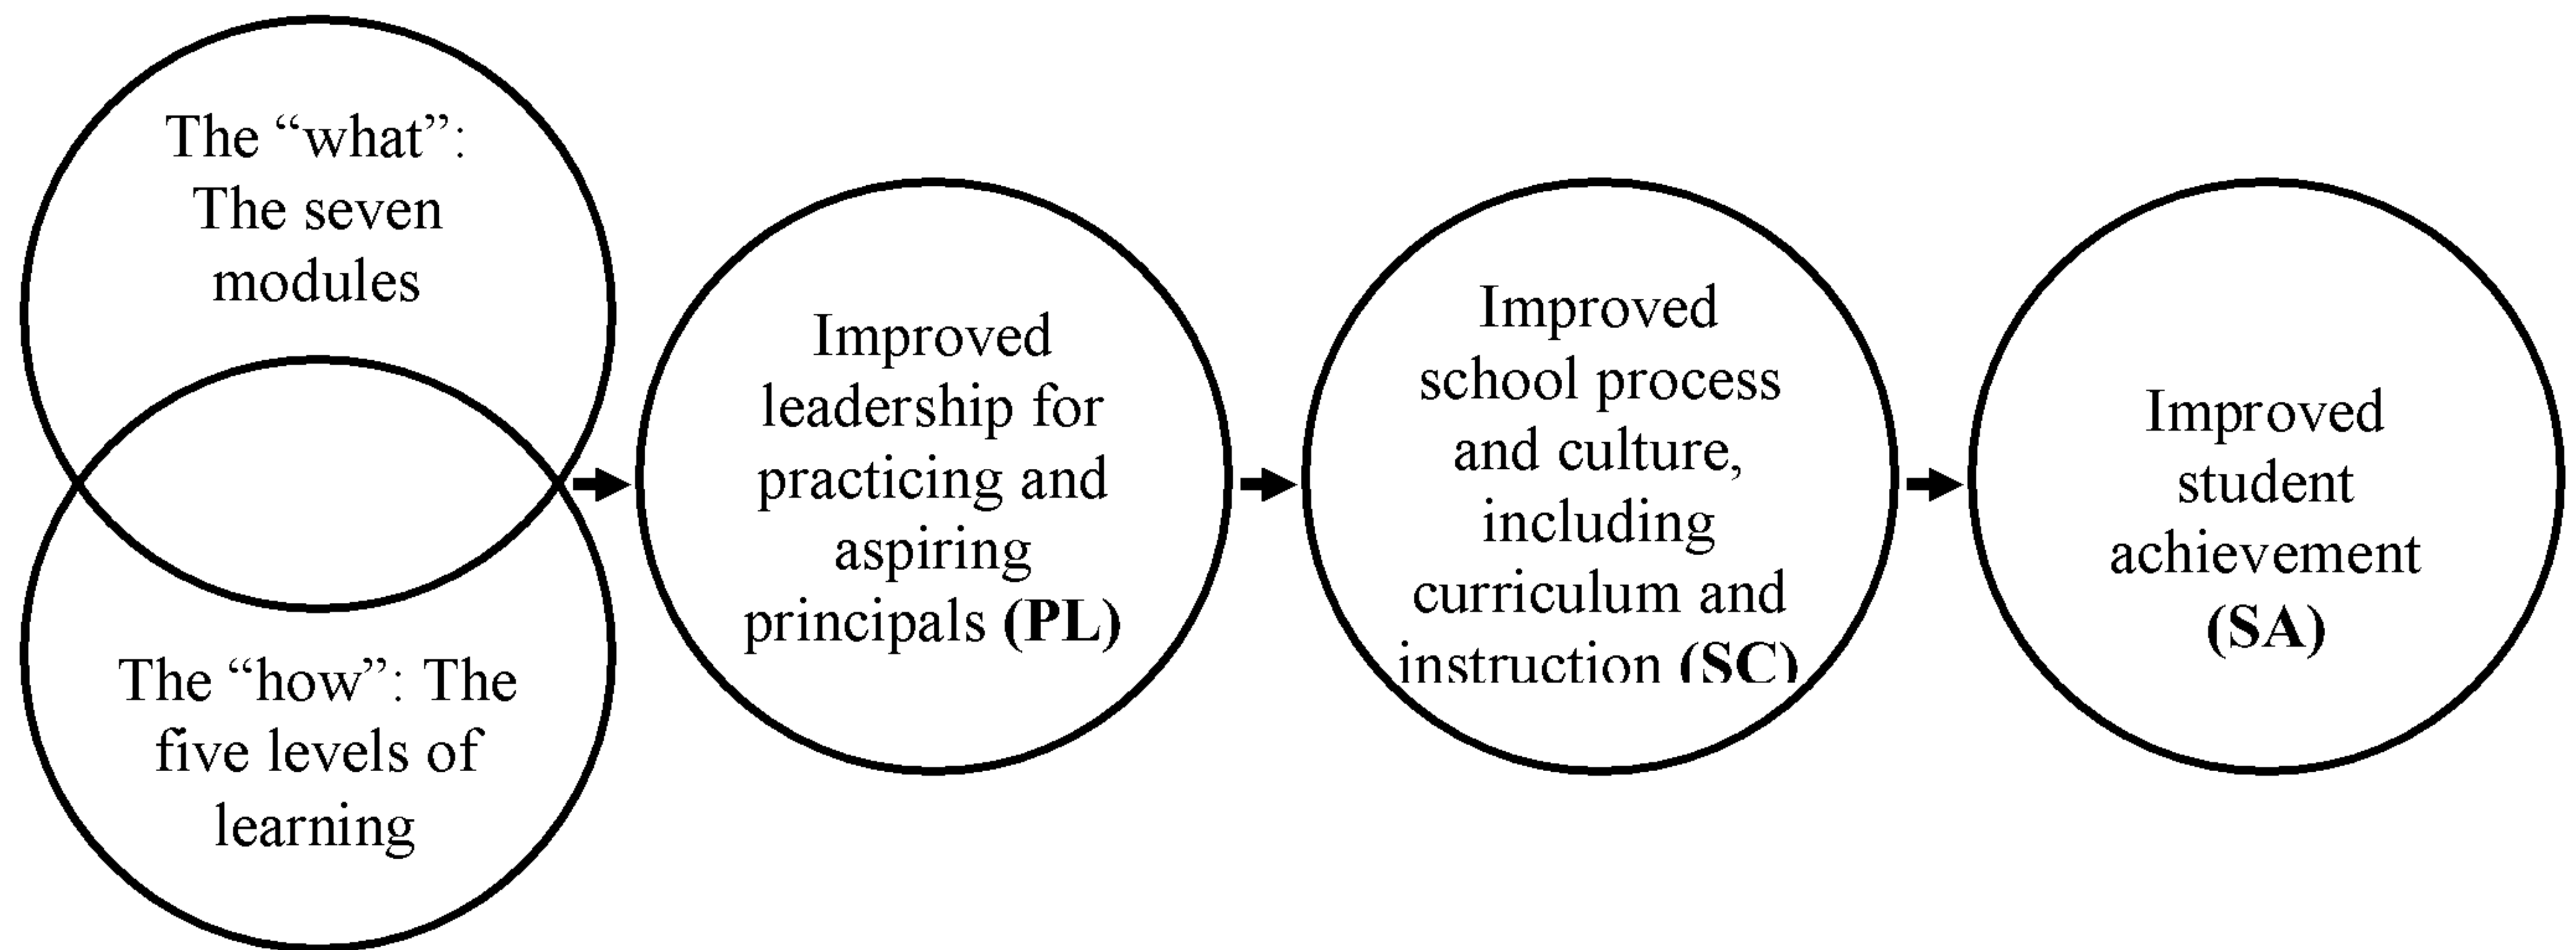 The “what”:
The seven
modules
The “how”: The
five levels of
learning
Improved
leadership for
practicing and
aspiring
principals (PL)
Improved
school process
and culture,
including
curriculum and
instruction (SC)
Improved
student
achievement
(SA)